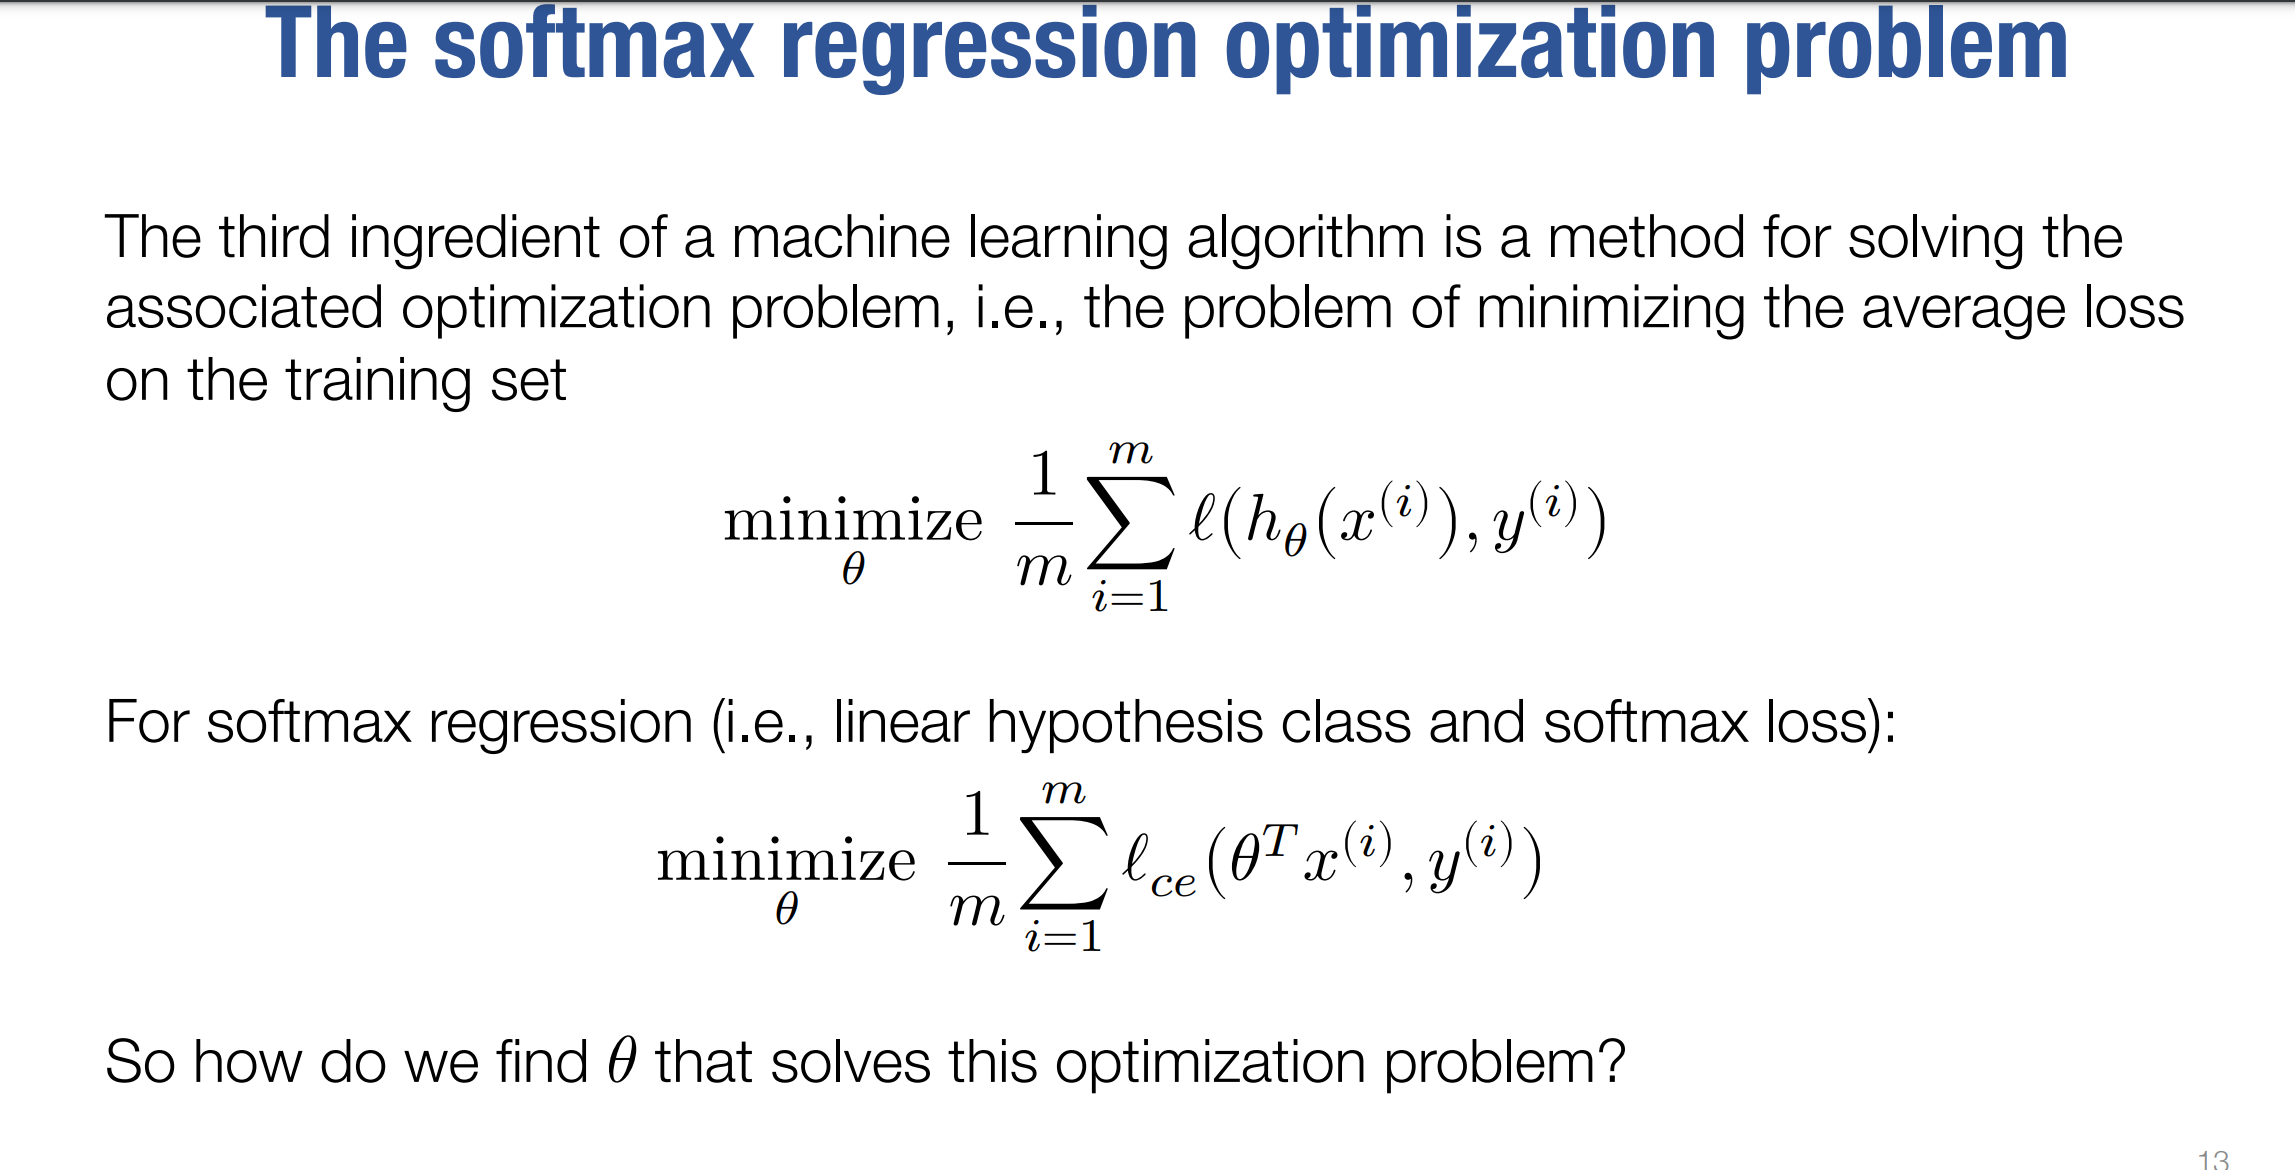 The softmax regression optimization problem
The third ingredient of a machine learning algorithm is a method for solving the
associated optimization problem, i.e., the problem of minimizing the average loss
on the training set
$\underset{\theta}{\text{minimize}} \ \frac{1}{m} \sum_{i=1}^{m} \ell(h_\theta(x^{(i)}), y^{(i)})$
For softmax regression (i.e., linear hypothesis class and softmax loss):
$\underset{\theta}{\text{minimize}} \ \frac{1}{m} \sum_{i=1}^{m} \ell_{ce}(\theta^T x^{(i)}, y^{(i)})$
So how do we find θ that solves this optimization problem?
13